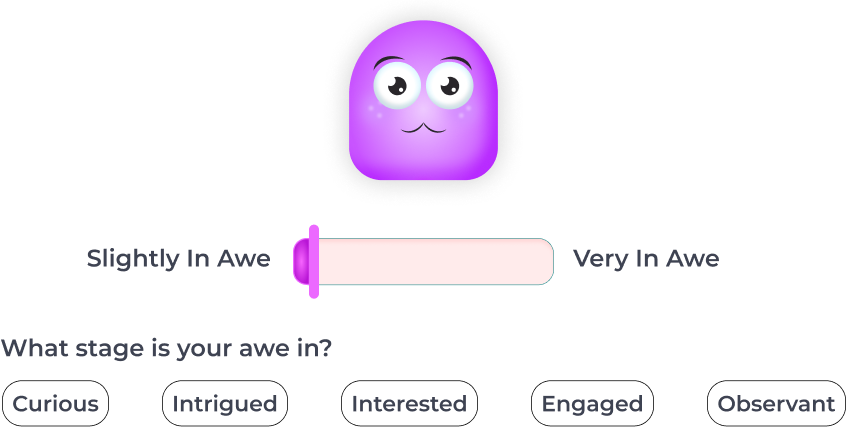 Slightly In Awe
Very In Awe
What stage is your awe in?
Curious
Intrigued
Interested
Engaged
Observant